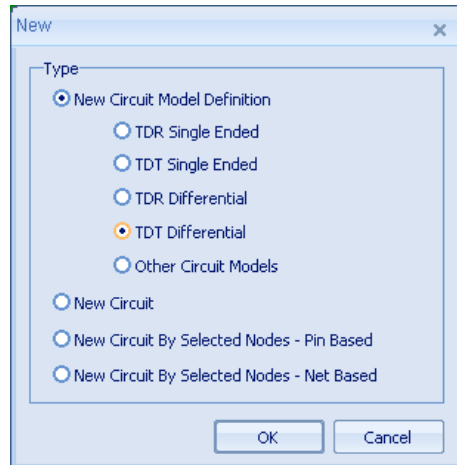 New
Type
New Circuit Model Definition
TDR Single Ended
TDT Single Ended
TDR Differential
TDT Differential
Other Circuit Models
New Circuit
New Circuit By Selected Nodes - Pin Based
New Circuit By Selected Nodes - Net Based
OK Cancel